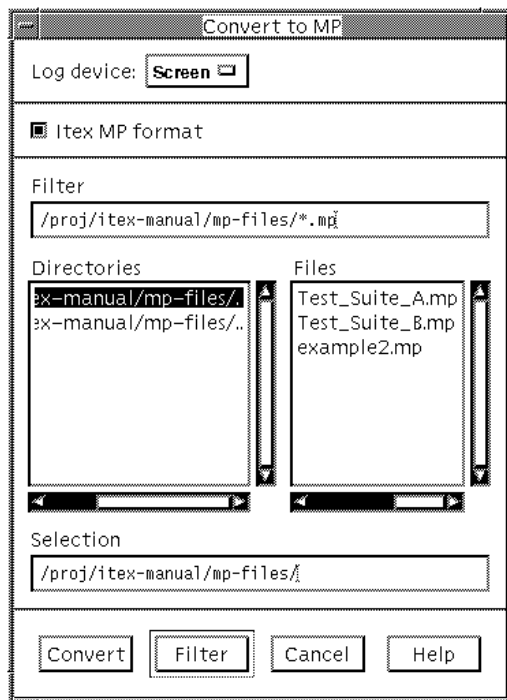 Convert to MP
Log device: Screen
Itex MP format
Filter
/proj/itex-manual/mp-files/*.mp
Directories
ex-manual/mp-files/.
ex-manual/mp-files/..
Files
Test_Suite_A.mp
Test_Suite_B.mp
example2.mp
Selection
/proj/itex-manual/mp-files/
Convert Filter Cancel Help